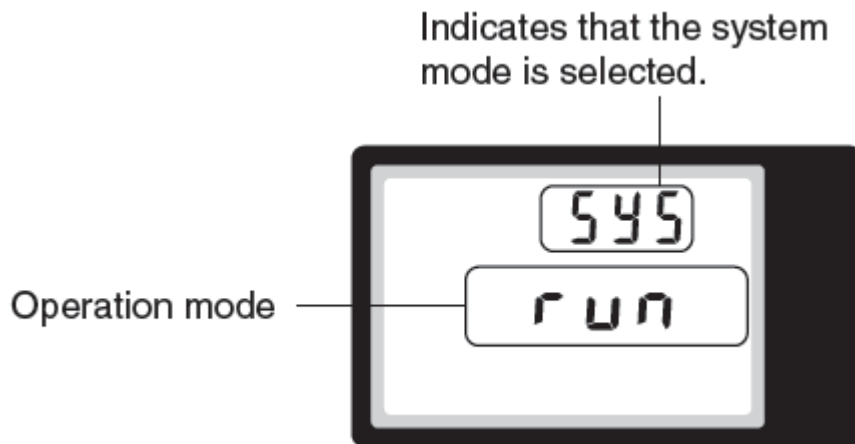 Indicates that the system
mode is selected.
SYS
Operation mode
run